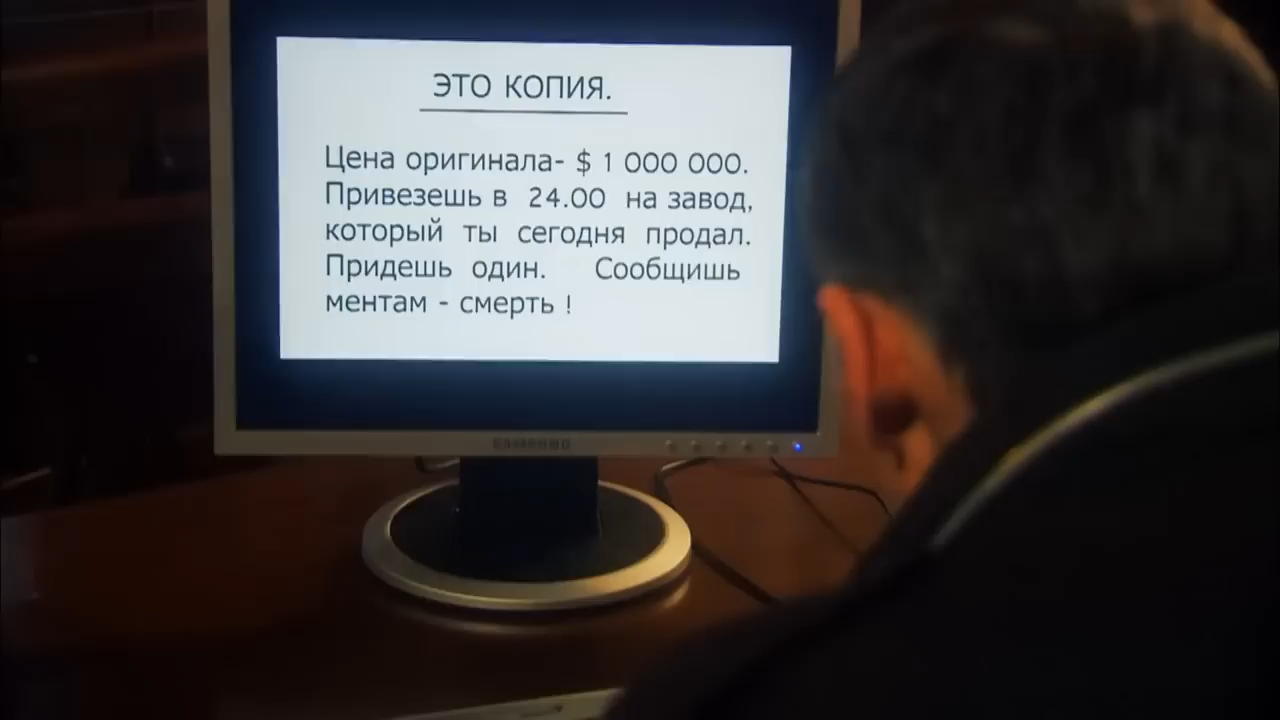 ЭТО КОПИЯ.
Цена оригинала- $ 1 000 000.
Привезешь в 24.00 на завод,
который ты сегодня продал.
Придешь один. Сообщишь
ментам - смерть !
SAMSUNG